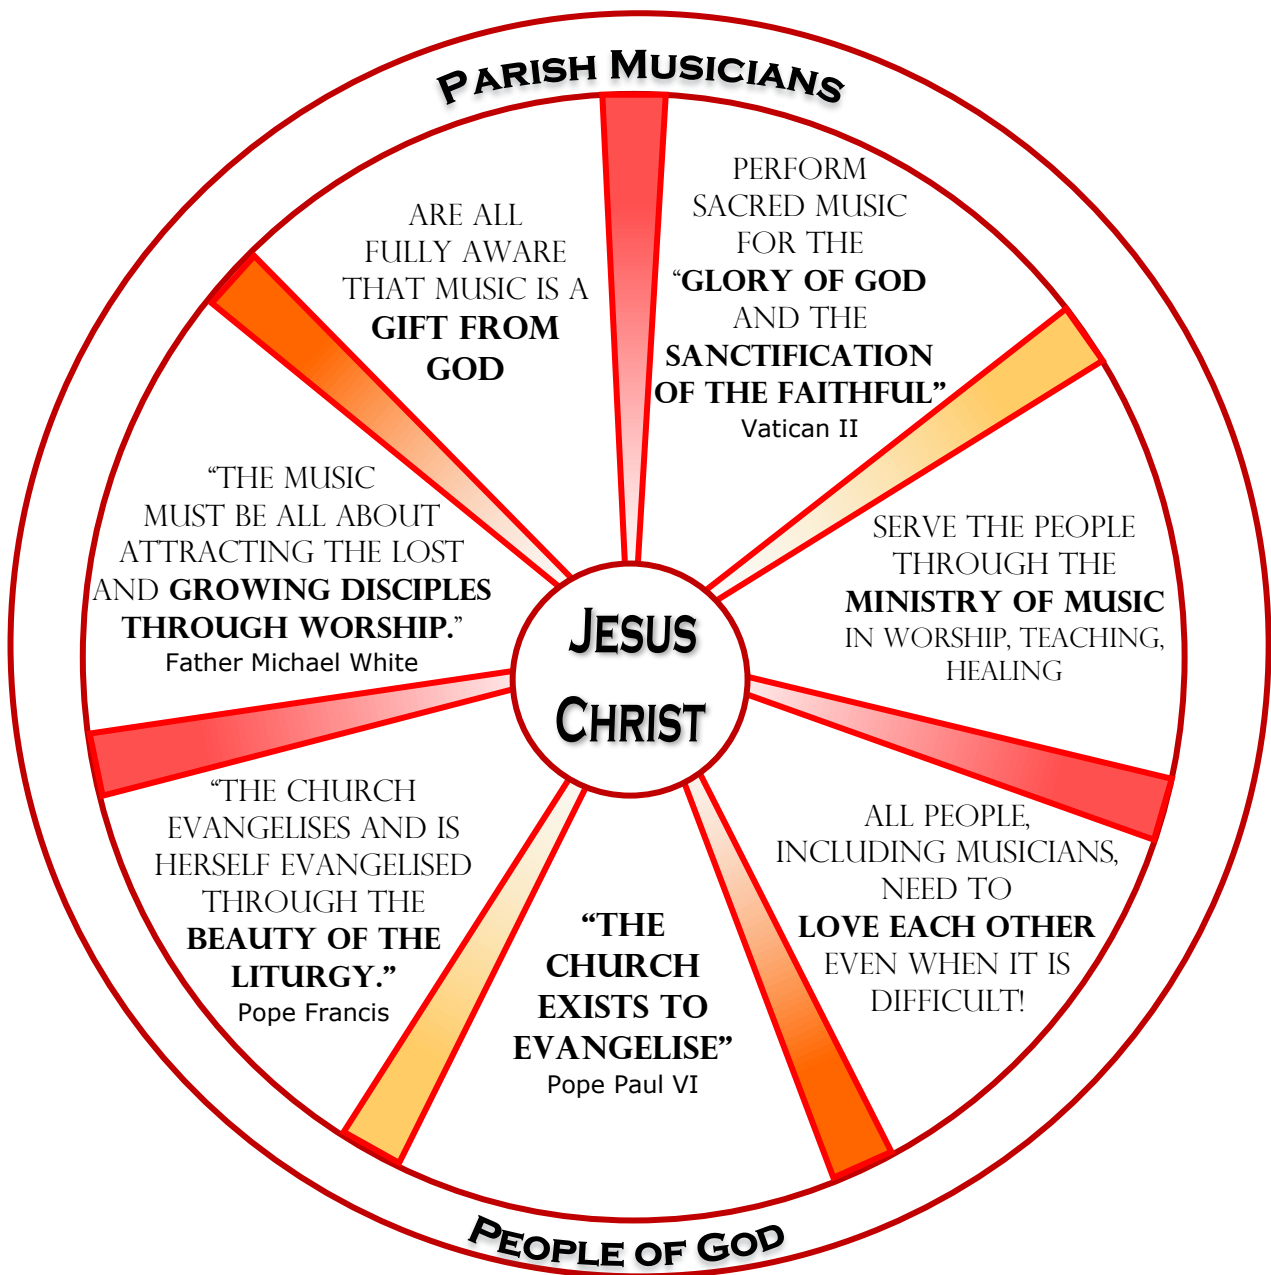 PARISH MUSICIANS
PERFORM
SACRED MUSIC
FOR THE
“GLORY OF GOD
AND THE
SANCTIFICATION
OF THE FAITHFUL”
Vatican II
SERVE THE PEOPLE
THROUGH THE
MINISTRY OF MUSIC
IN WORSHIP, TEACHING,
HEALING
ALL PEOPLE,
INCLUDING MUSICIANS,
NEED TO
LOVE EACH OTHER
EVEN WHEN IT IS
DIFFICULT!
“THE
CHURCH
EXISTS TO
EVANGELISE”
Pope Paul VI
“THE CHURCH
EVANGELISES AND IS
HERSELF EVANGELISED
THROUGH THE
BEAUTY OF THE
LITURGY.”
Pope Francis
“THE MUSIC
MUST BE ALL ABOUT
ATTRACTING THE LOST
AND GROWING DISCIPLES
THROUGH WORSHIP.”
Father Michael White
ARE ALL
FULLY AWARE
THAT MUSIC IS A
GIFT FROM
GOD
JESUS
CHRIST
PEOPLE OF GOD